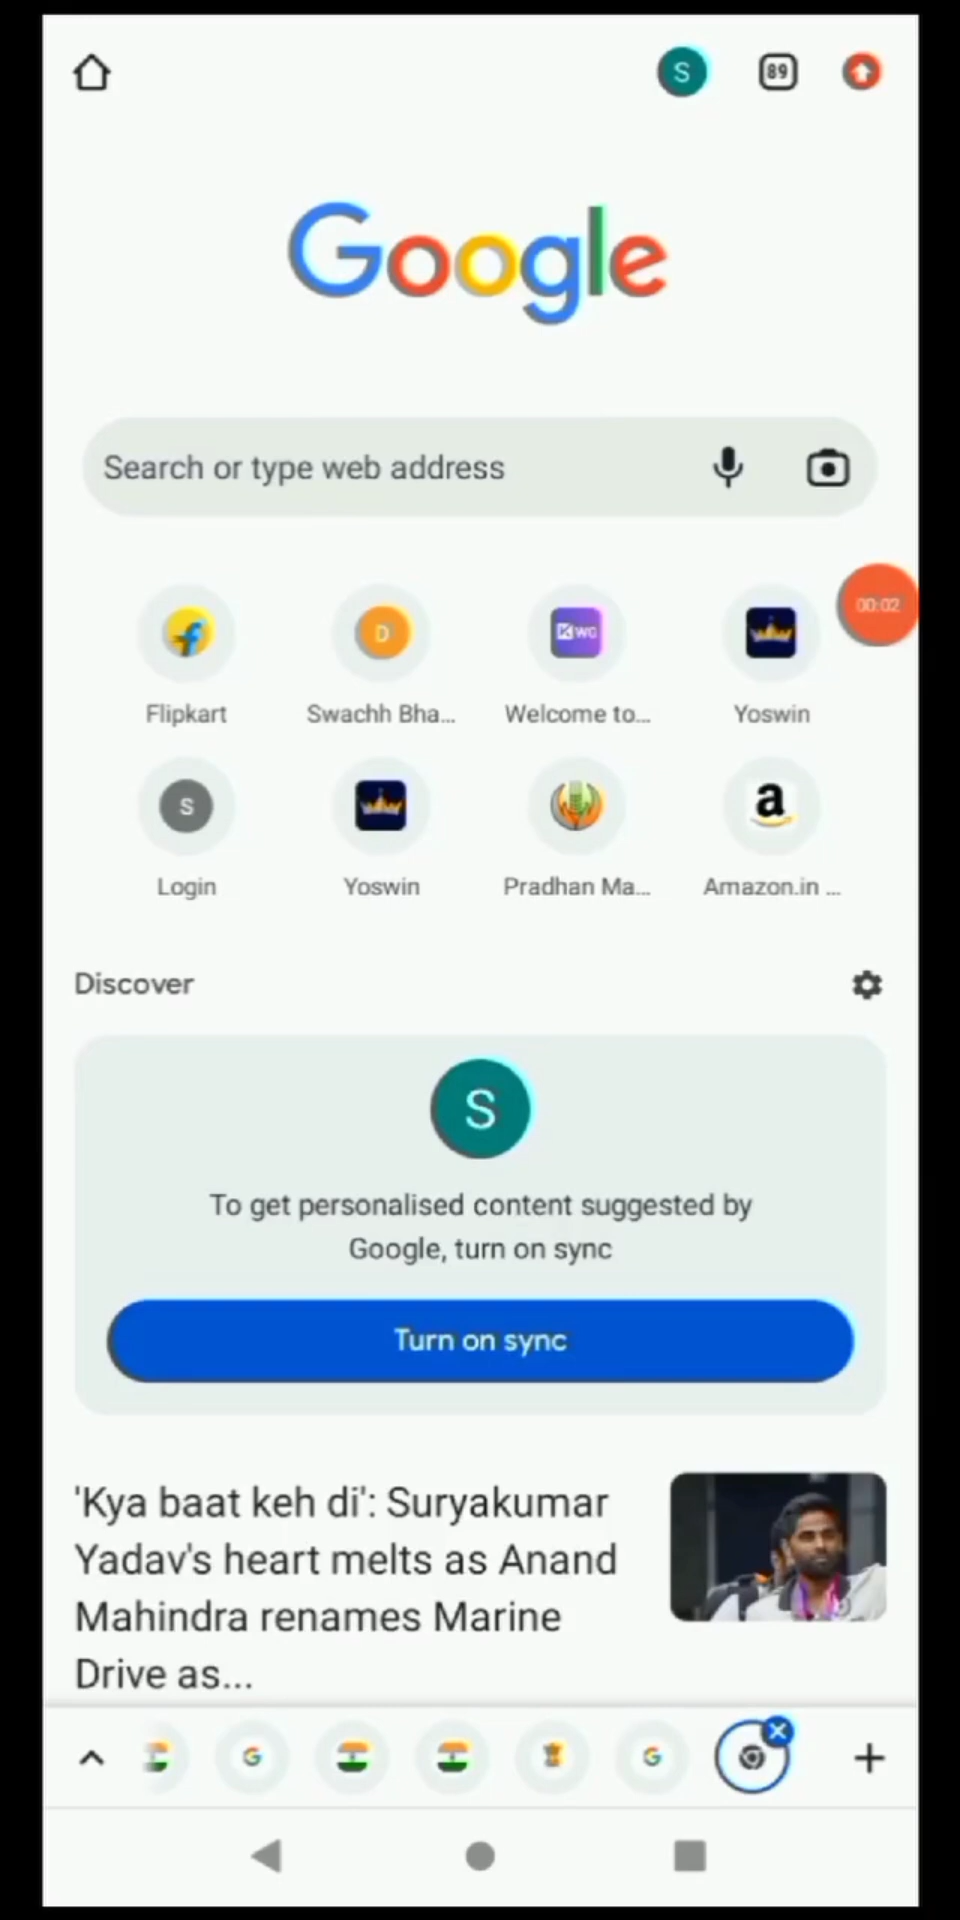 S
89
Google
Search or type web address
00:02
D
KWG
Flipkart
Swachh Bha...
Welcome to...
Yoswin
S
a
Login
Yoswin
Pradhan Ma...
Amazon.in ...
Discover
S
To get personalised content suggested by
Google, turn on sync
Turn on sync
'Kya baat keh di': Suryakumar
Yadav's heart melts as Anand
Mahindra renames Marine
Drive as...